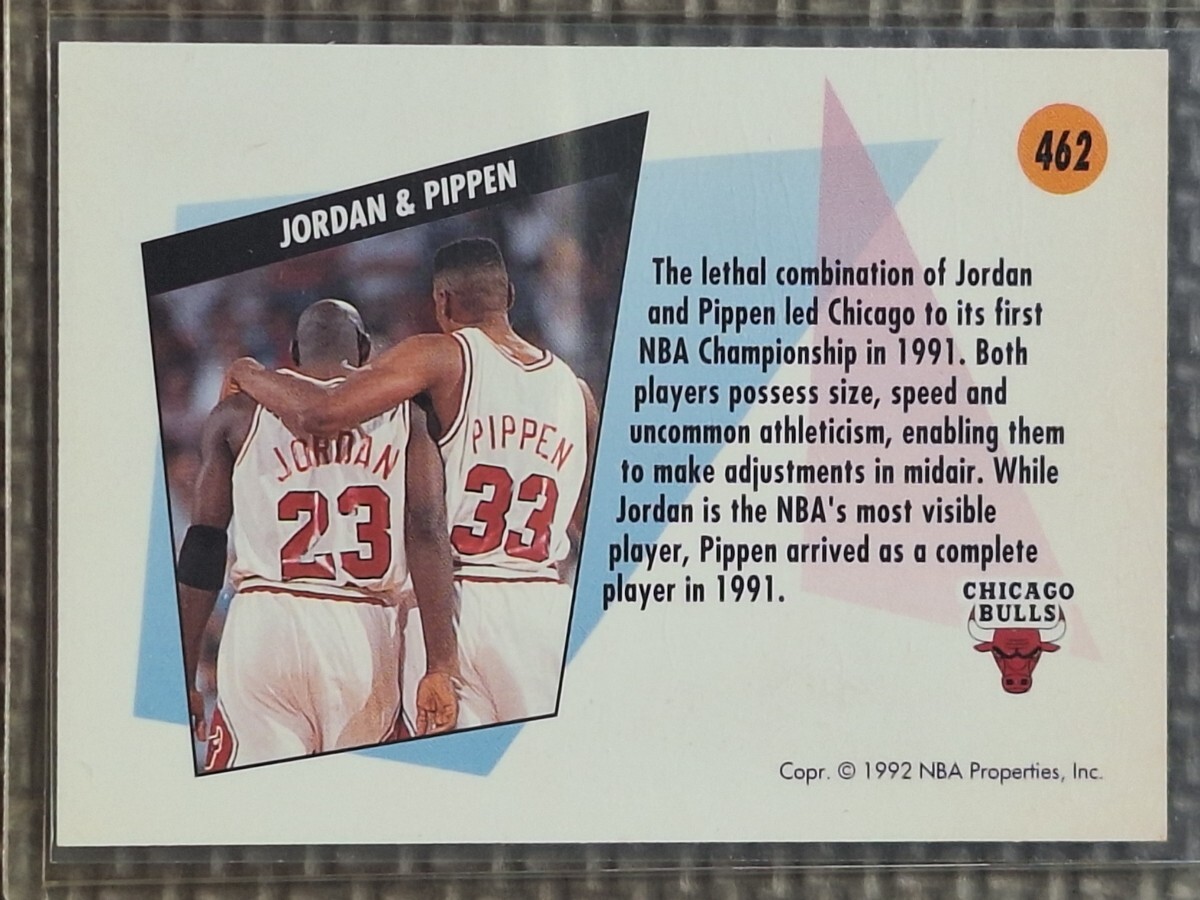 462
JORDAN & PIPPEN
JORDAN
23
PIPPEN
33
The lethal combination of Jordan
and Pippen led Chicago to its first
NBA Championship in 1991. Both
players possess size, speed and
uncommon athleticism, enabling them
to make adjustments in midair. While
Jordan is the NBA's most visible
player, Pippen arrived as a complete
player in 1991.
CHICAGO
BULLS
Copr. © 1992 NBA Properties, Inc.